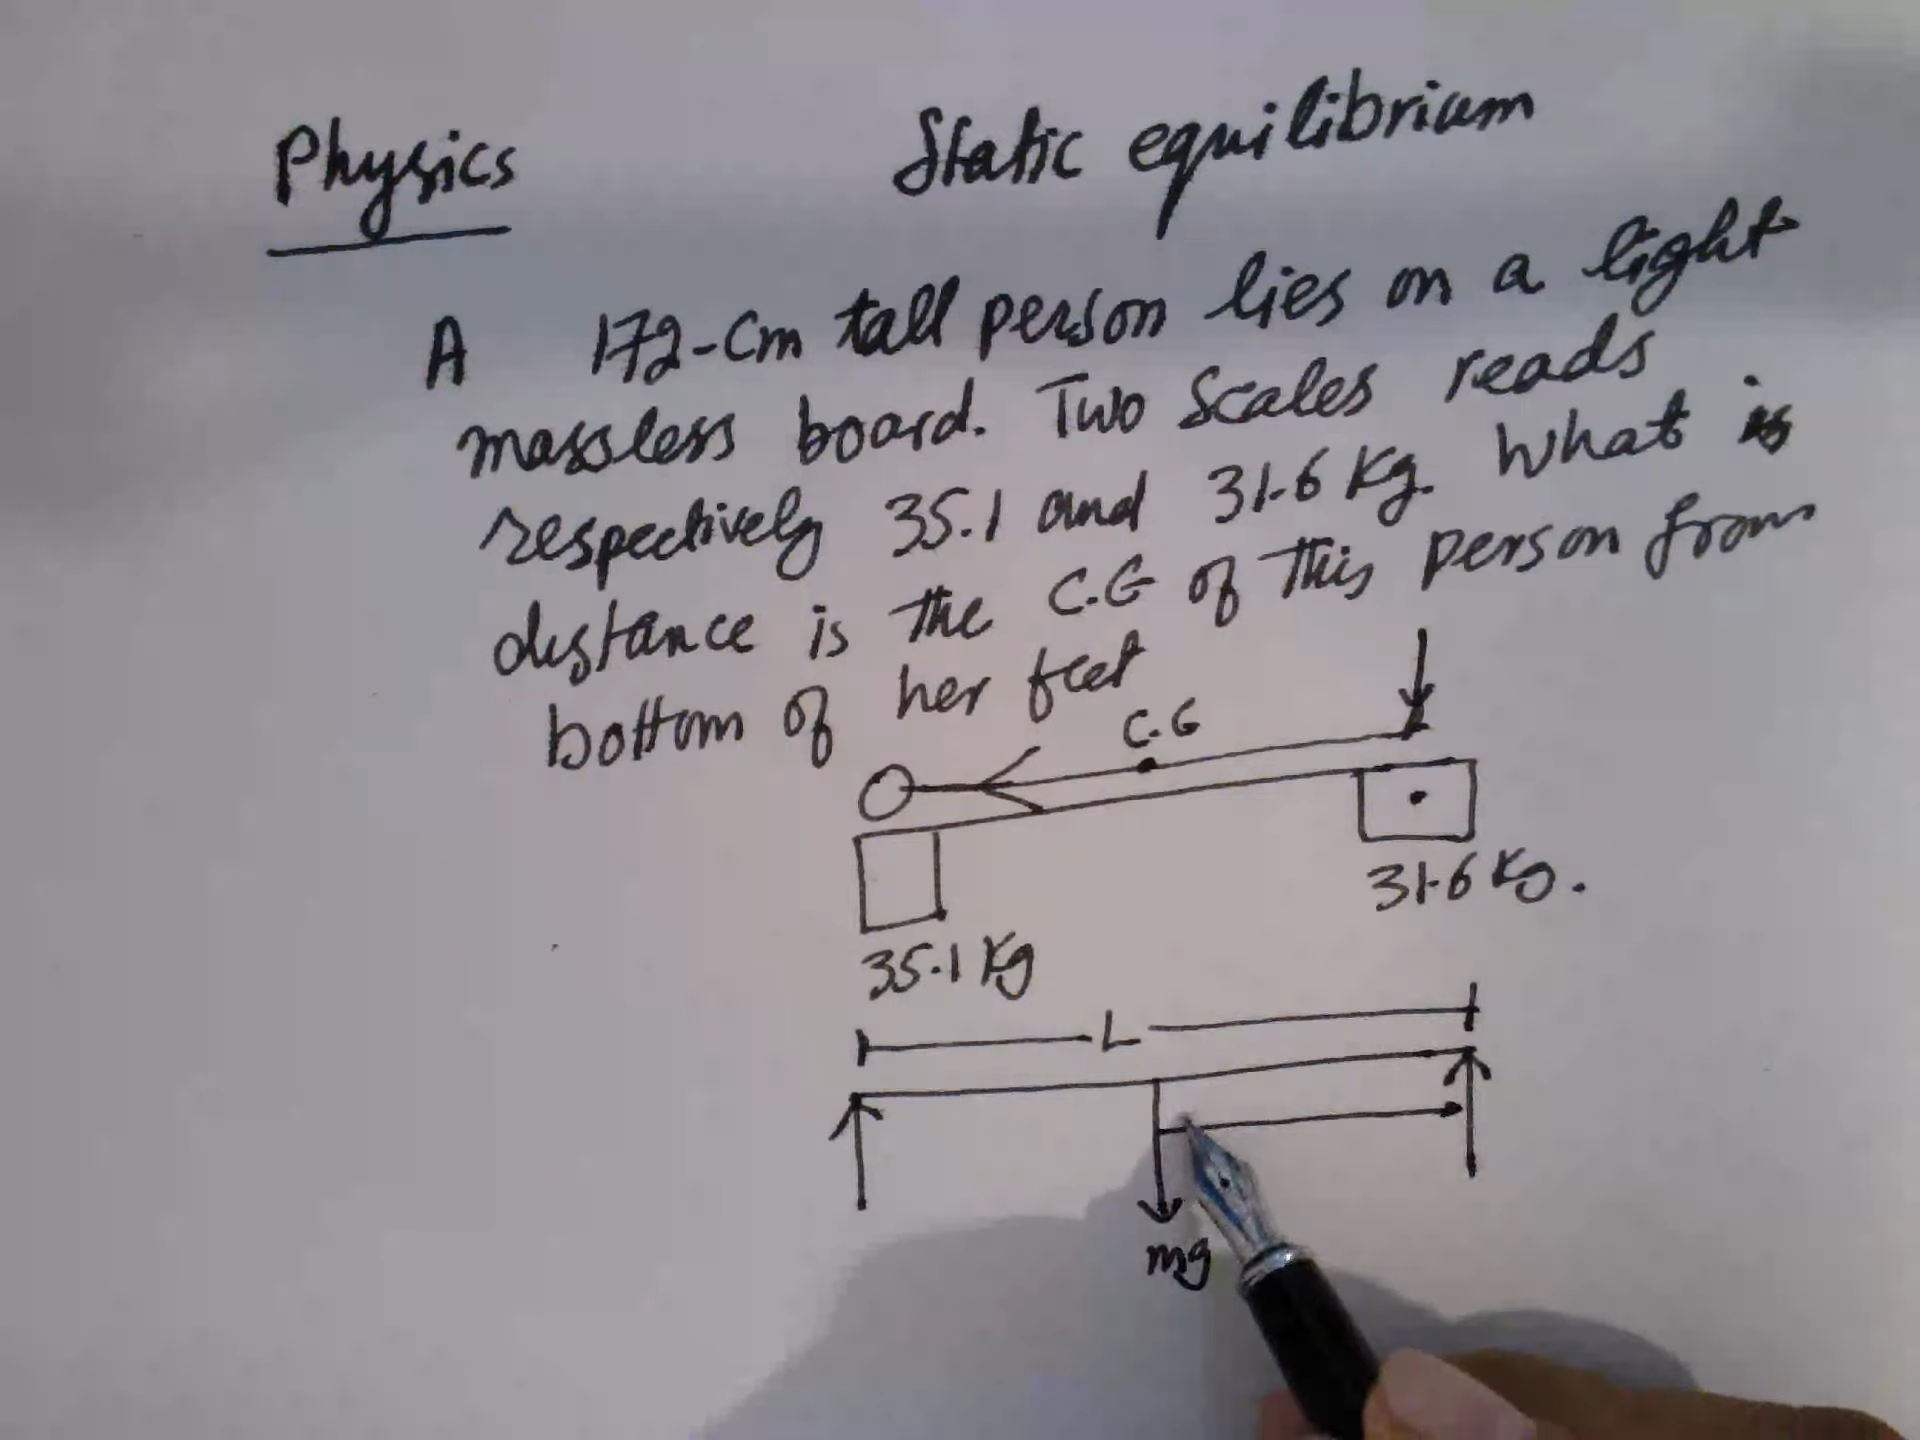 Physics
Static equilibrium
A 172-Cm tall person lies on a light
massless board. Two Scales reads
respectively 35.1 and 31.6 Kg. What is
distance is the C.G of This person from
bottom of her feet
C.G
31.6 Kg.
35.1 Kg
L
mg